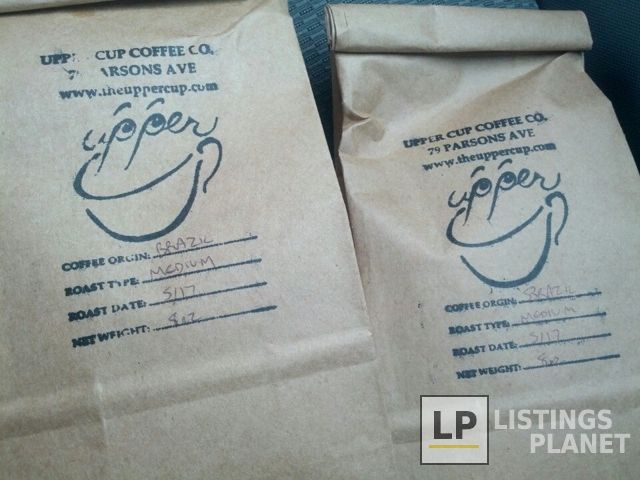 UPP CUP COFFEE CO.
7 PARSONS AVE
www.theuppercup.com
upper
COFFEE ORGIN: BRAZIL
ROAST TYPE: MEDIUM
ROAST DATE: 5/17
NET WEIGHT: 8oz
UPPER CUP COFFEE CO.
79 PARSONS AVE
www.theuppercup.com
upper
COFFEE ORGIN: BRAZIL
ROAST TYPE: MEDIUM
ROAST DATE: 5/17
NET WEIGHT: 8oz
LP LISTINGS
PLANET